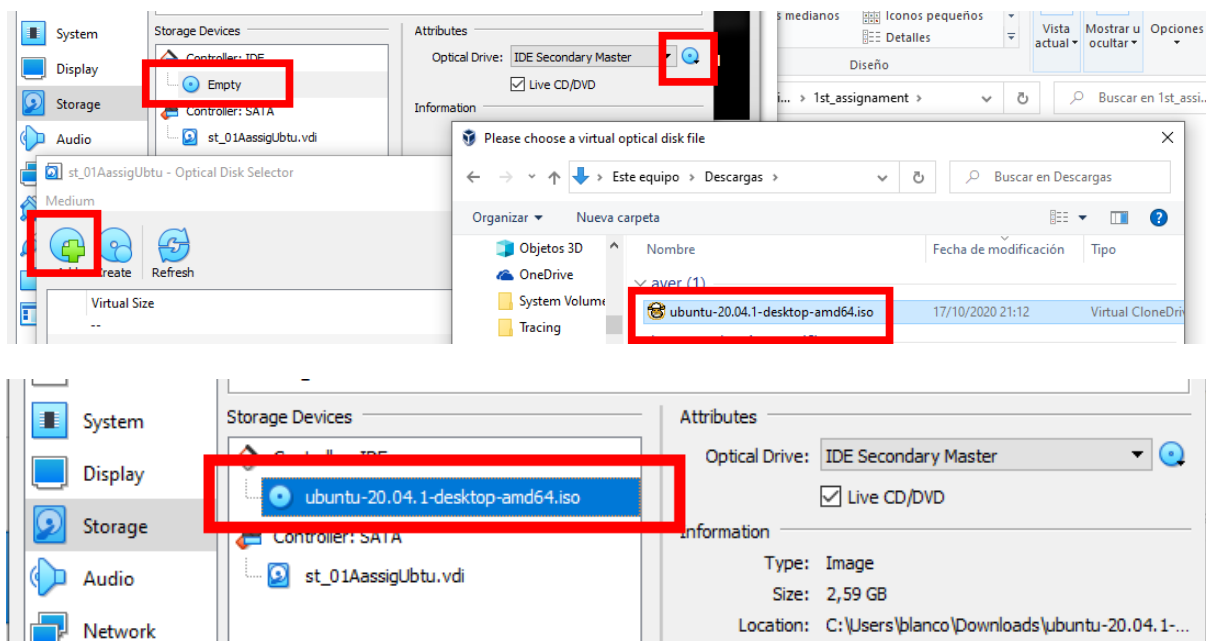 System
Display
Storage
Audio
Storage Devices
Controller: IDE
Empty
Controller: SATA
st_01AassigUbtu.vdi
Attributes
Optical Drive: IDE Secondary Master
Live CD/DVD
Information
s medianos
Iconos pequeños
Detalles
Diseño
Vista actual
Mostrar u ocultar
Opciones
i... > 1st_assignament >
Buscar en 1st_assi...
st_01AassigUbtu - Optical Disk Selector
Medium
Create
Refresh
Virtual Size
--
Please choose a virtual optical disk file
Este equipo > Descargas >
Buscar en Descargas
Organizar
Nueva carpeta
Objetos 3D
OneDrive
System Volume
Tracing
Nombre
Fecha de modificación
Tipo
ayer (1)
ubuntu-20.04.1-desktop-amd64.iso
17/10/2020 21:12
Virtual CloneDriv
System
Display
Storage
Audio
Network
Storage Devices
ubuntu-20.04.1-desktop-amd64.iso
Controller: SATA
st_01AassigUbtu.vdi
Attributes
Optical Drive: IDE Secondary Master
Live CD/DVD
Information
Type: Image
Size: 2,59 GB
Location: C:\Users\blanco\Downloads\ubuntu-20.04.1-...